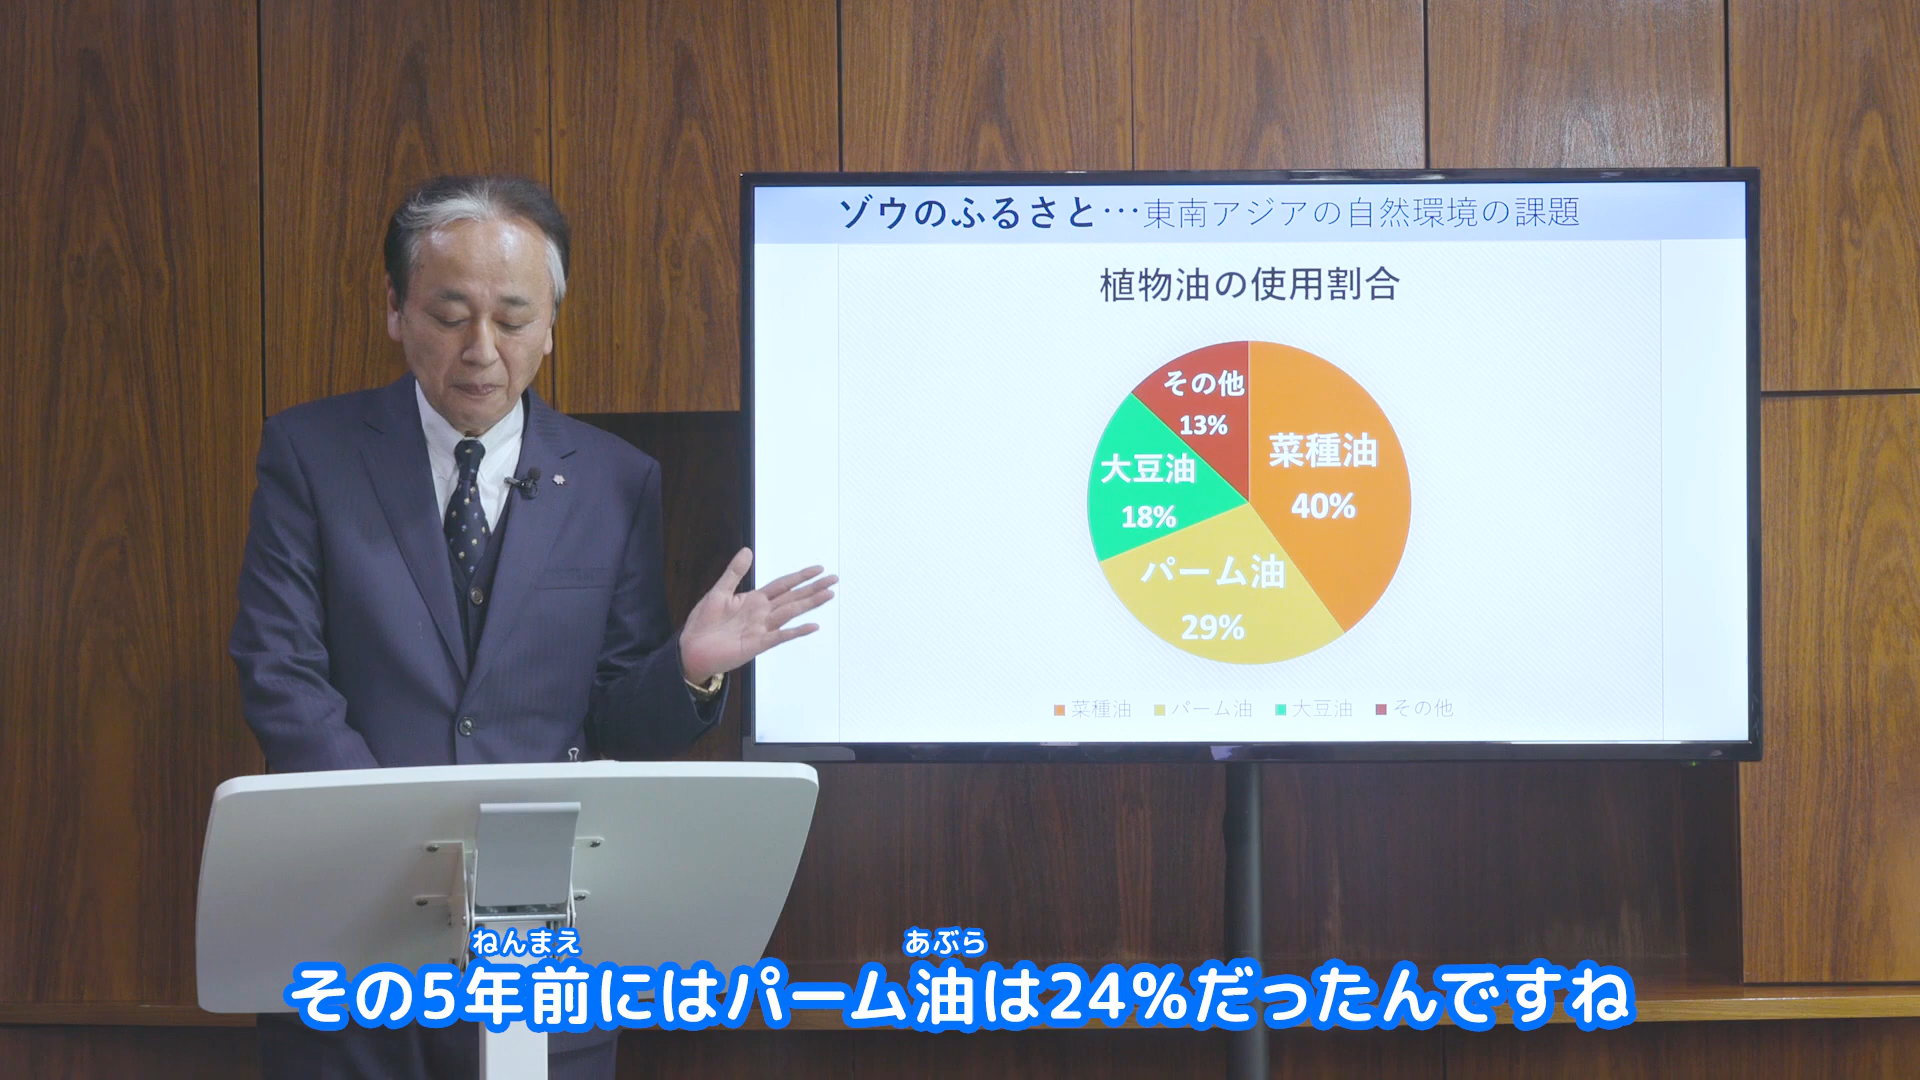 ゾウのふるさと…東南アジアの自然環境の課題
植物油の使用割合
その他
13%
菜種油
40%
大豆油
18%
パーム油
29%
菜種油 パーム油 大豆油 その他
ねんまえ あぶら
その5年前にはパーム油は24%だったんですね